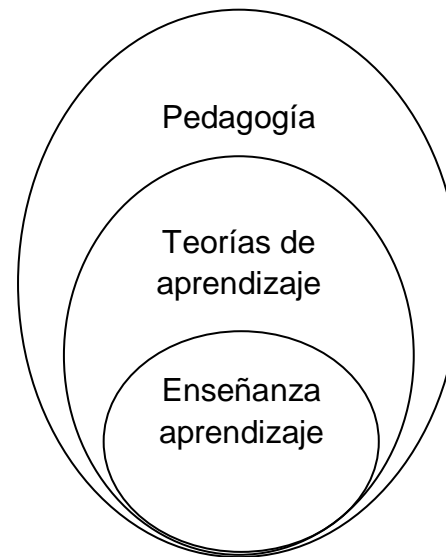 Pedagogía
Teorías de
aprendizaje
Enseñanza
aprendizaje